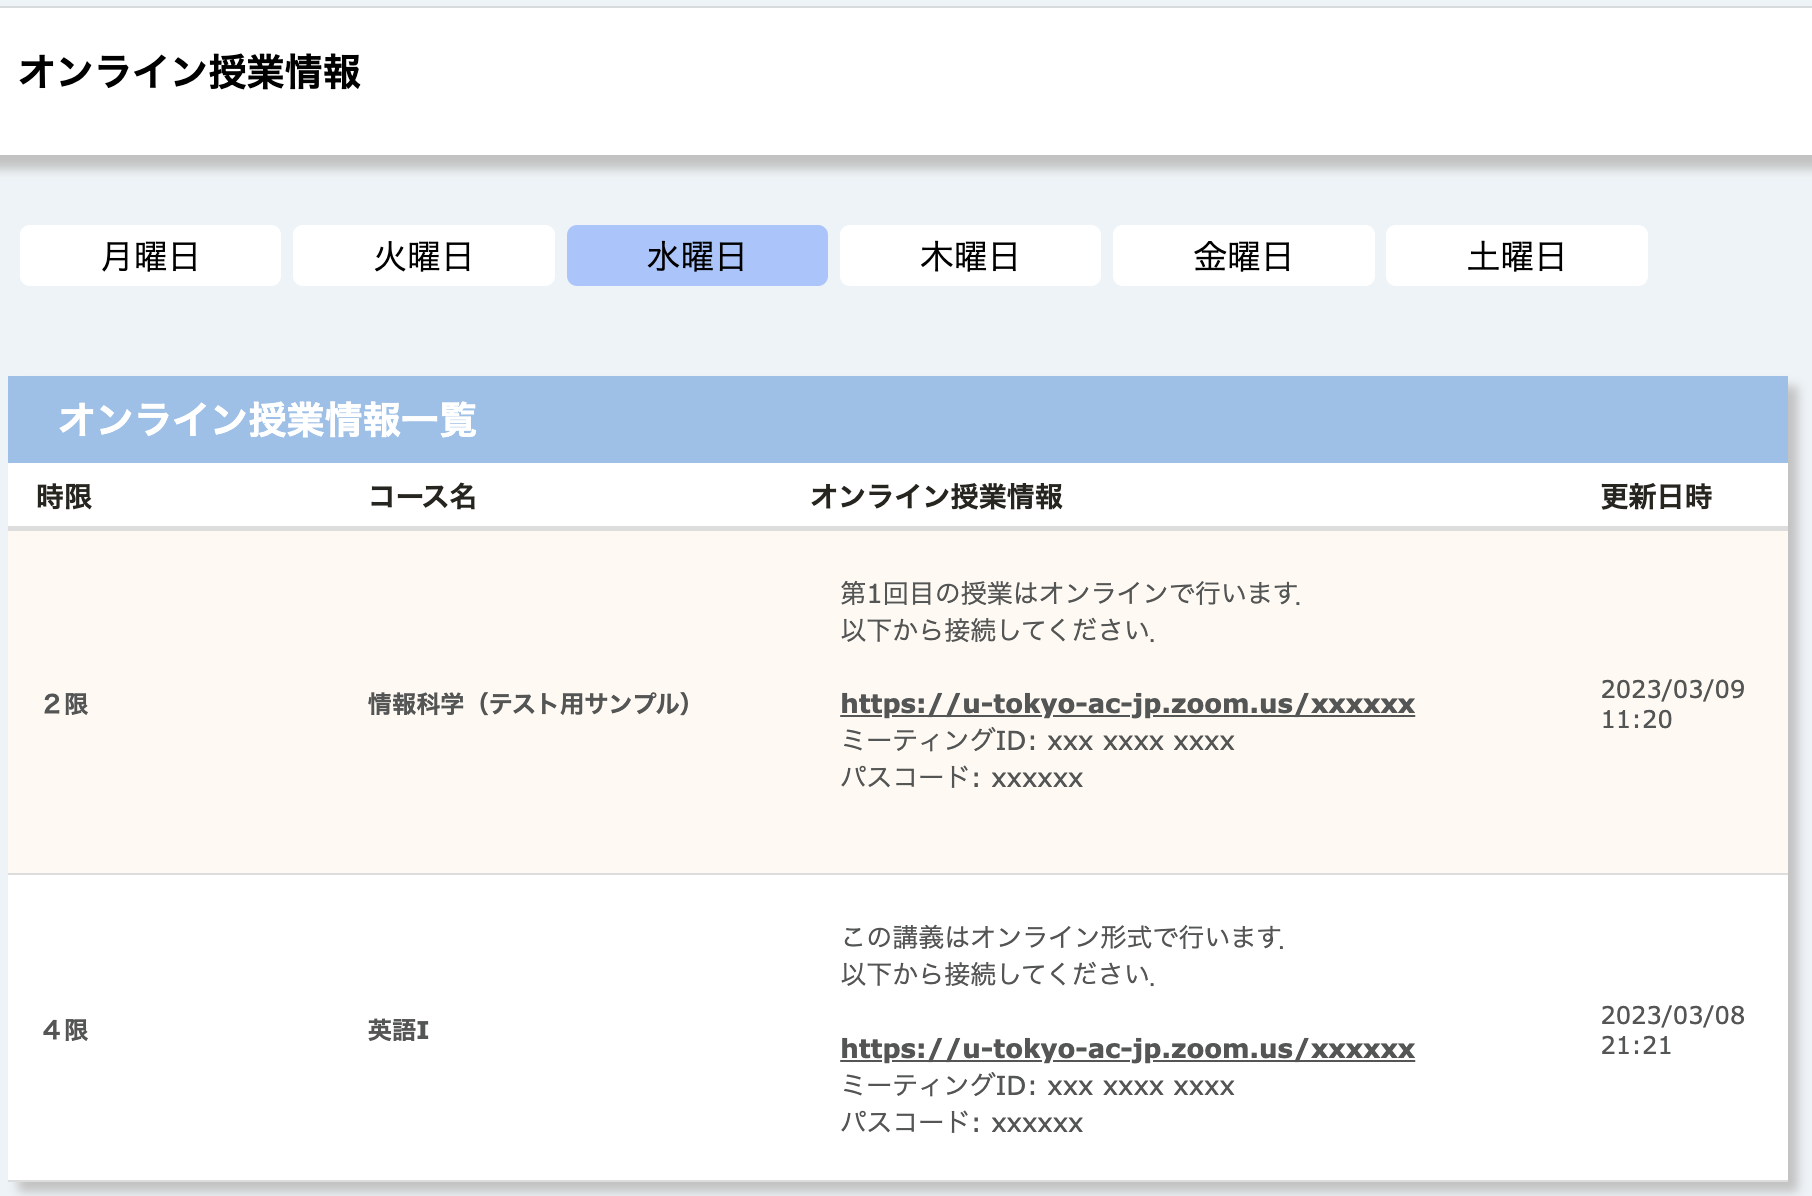 オンライン授業情報
月曜日 火曜日 水曜日 木曜日 金曜日 土曜日
オンライン授業情報一覧
時限 コース名 オンライン授業情報 更新日時
第1回目の授業はオンラインで行います.
以下から接続してください.
２限 情報科学（テスト用サンプル） https://u-tokyo-ac-jp.zoom.us/xxxxxx 2023/03/09
11:20
ミーティングID: xxx xxxx xxxx
パスコード: xxxxxx
この講義はオンライン形式で行います.
以下から接続してください.
４限 英語I https://u-tokyo-ac-jp.zoom.us/xxxxxx 2023/03/08
21:21
ミーティングID: xxx xxxx xxxx
パスコード: xxxxxx